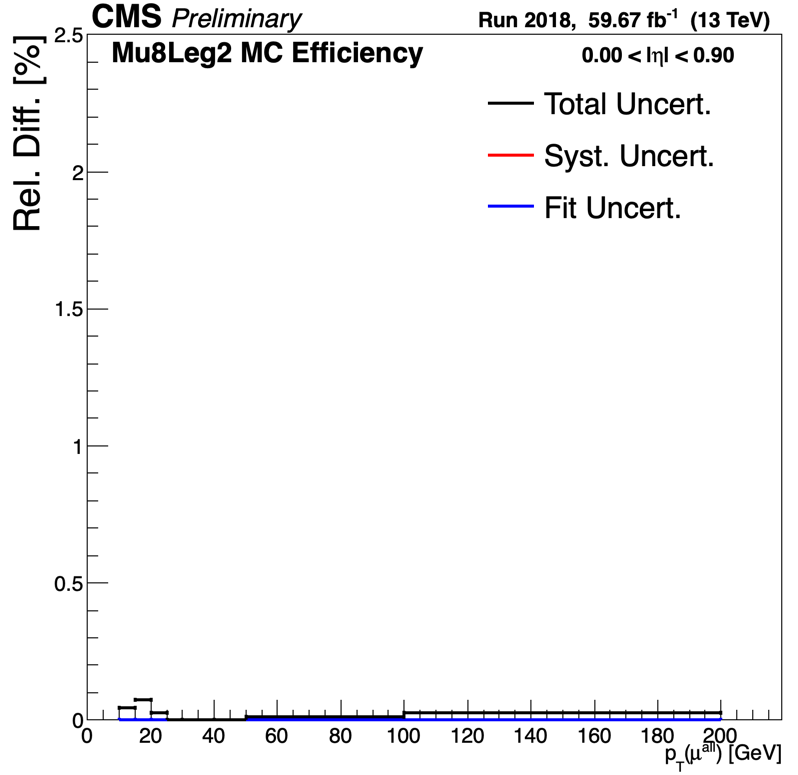 CMS Preliminary
Run 2018, 59.67 fb⁻¹ (13 TeV)
Mu8Leg2 MC Efficiency
0.00 < |η| < 0.90
Total Uncert.
Syst. Uncert.
Fit Uncert.
Rel. Diff. [%]
2.5
2
1.5
1
0.5
0
0 20 40 60 80 100 120 140 160 180 200
p_T(μ^all) [GeV]